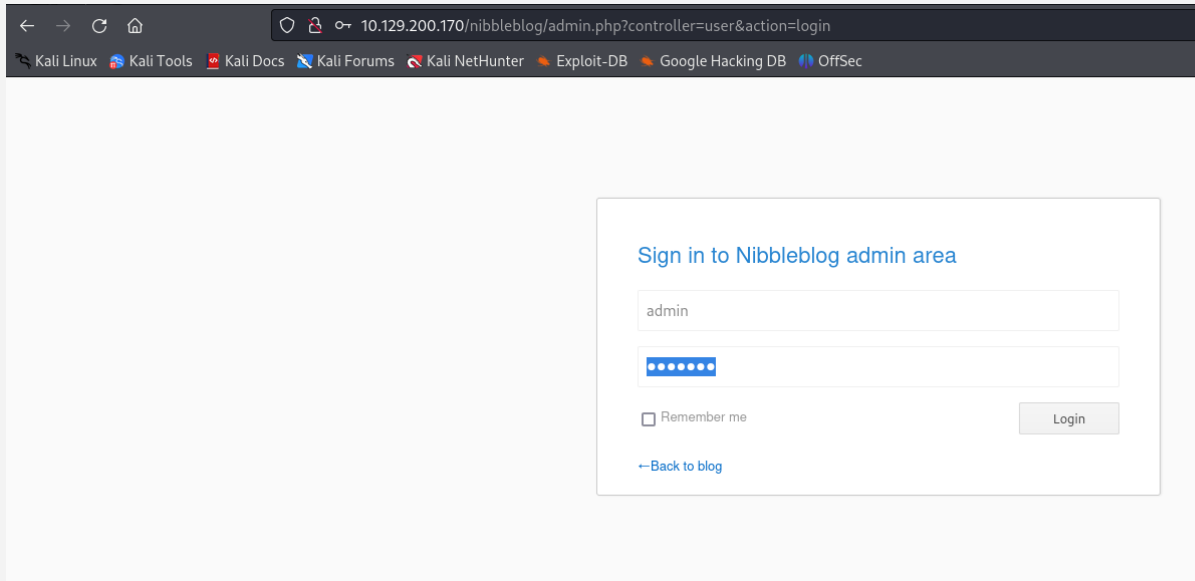 10.129.200.170/nibbleblog/admin.php?controller=user&action=login
Kali Linux Kali Tools Kali Docs Kali Forums Kali NetHunter Exploit-DB Google Hacking DB OffSec
Sign in to Nibbleblog admin area
admin
•••••••
Remember me
Login
←Back to blog